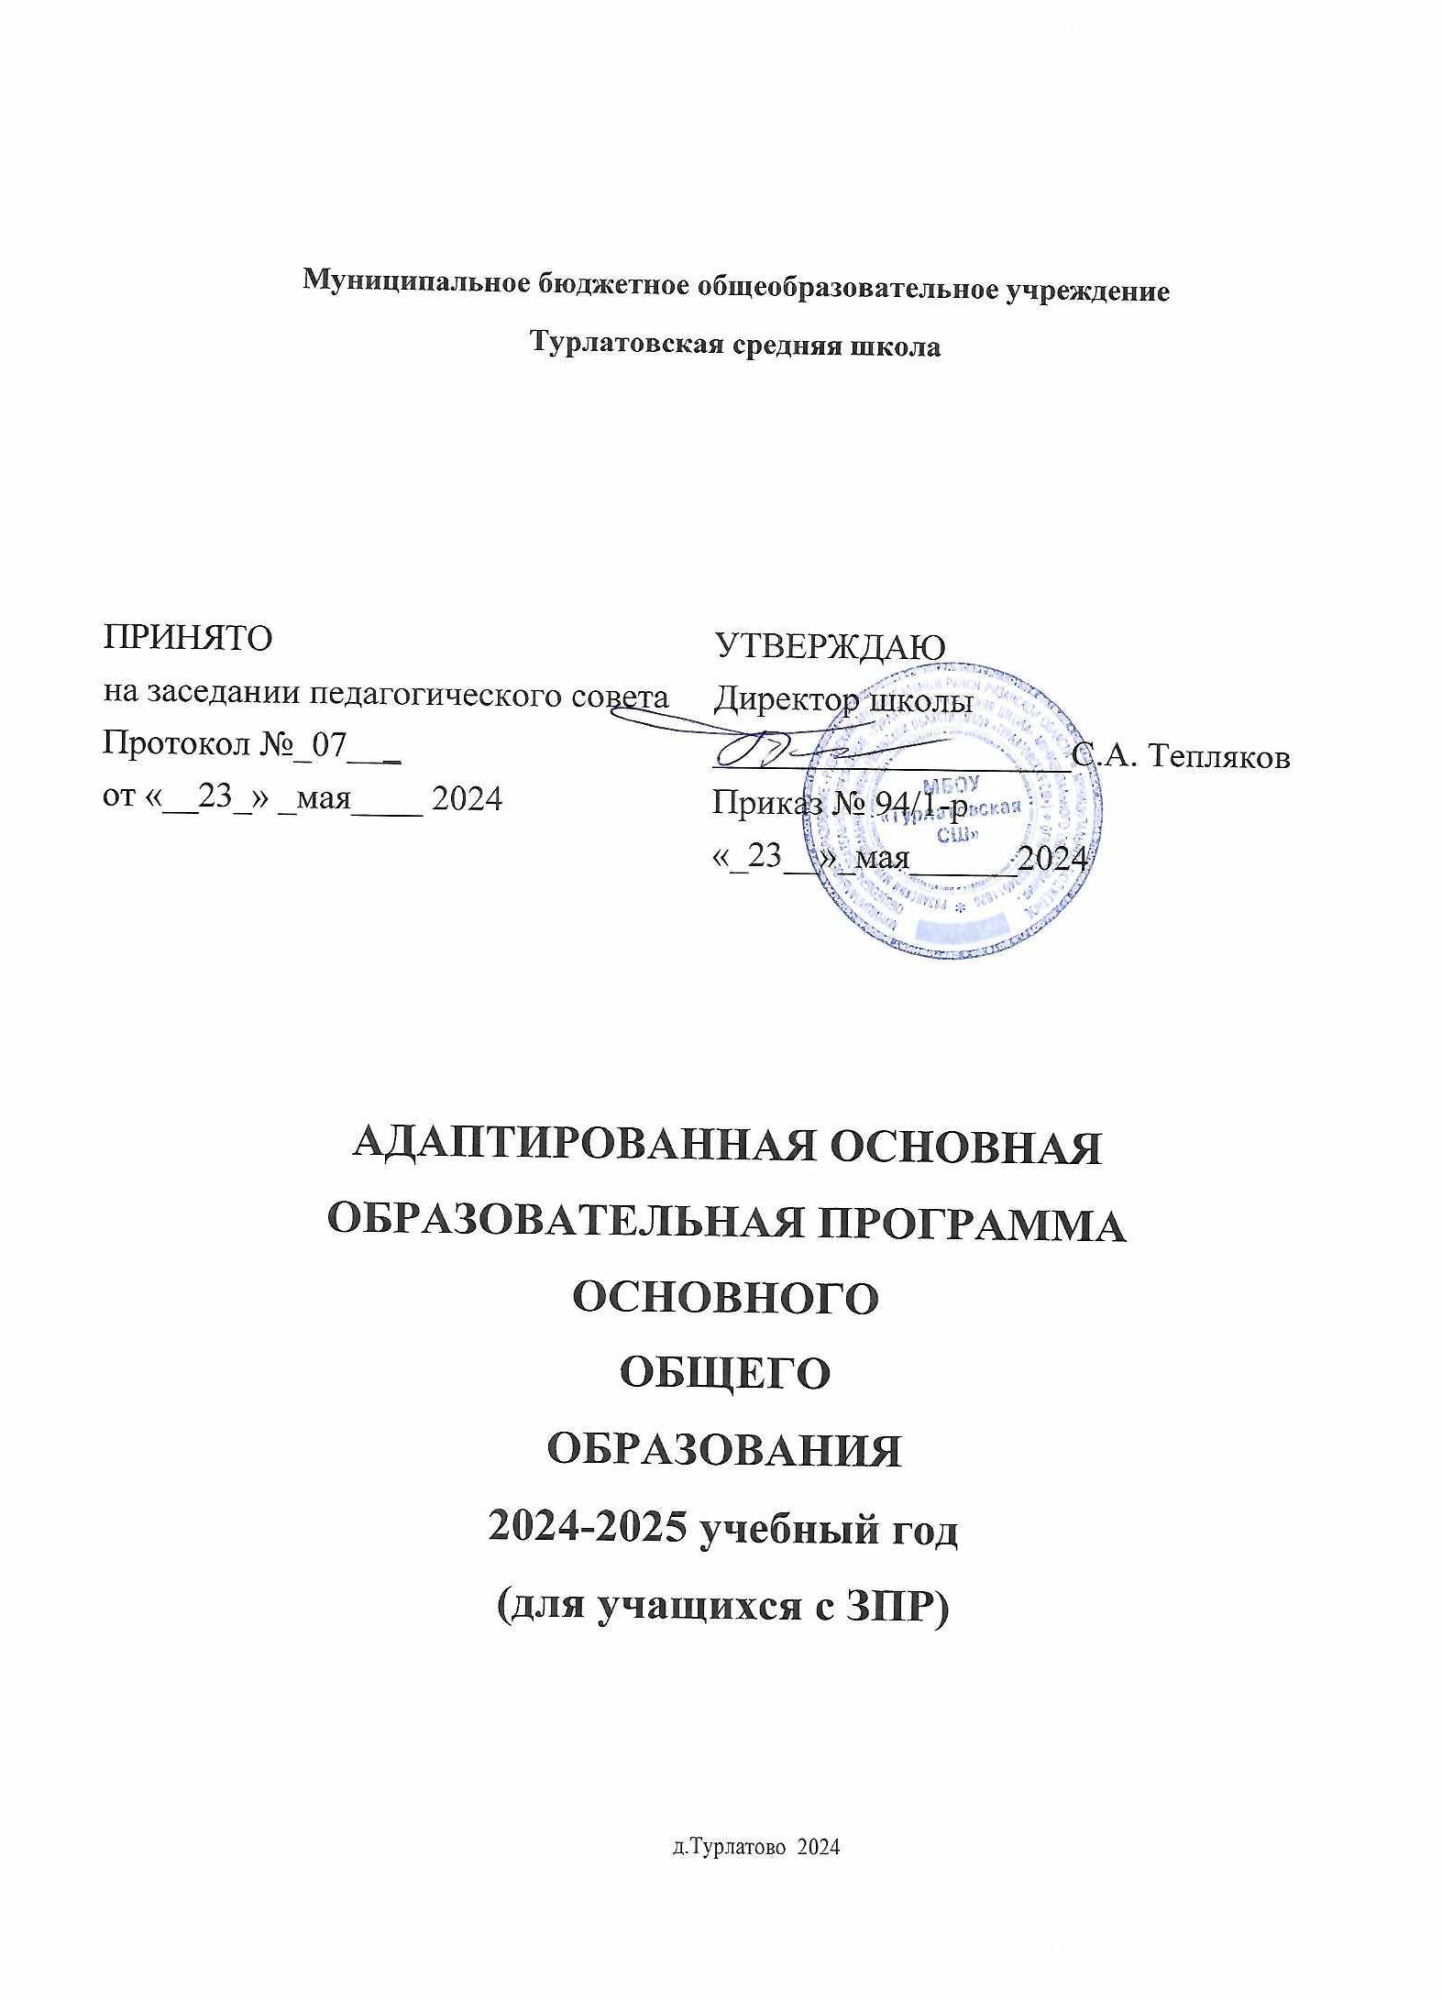 Муниципальное бюджетное общеобразовательное учреждение
Турлатовская средняя школа
ПРИНЯТО
на заседании педагогического совета
Протокол №_07___
от «__23_» _мая____ 2024
УТВЕРЖДАЮ
Директор школы
____________________С.А. Тепляков
Приказ № 94/1-р
«_23__»_мая______2024
МБОУ
«Турлатовская
СШ»
АДАПТИРОВАННАЯ ОСНОВНАЯ
ОБРАЗОВАТЕЛЬНАЯ ПРОГРАММА
ОСНОВНОГО
ОБЩЕГО
ОБРАЗОВАНИЯ
2024-2025 учебный год
(для учащихся с ЗПР)
д.Турлатово 2024